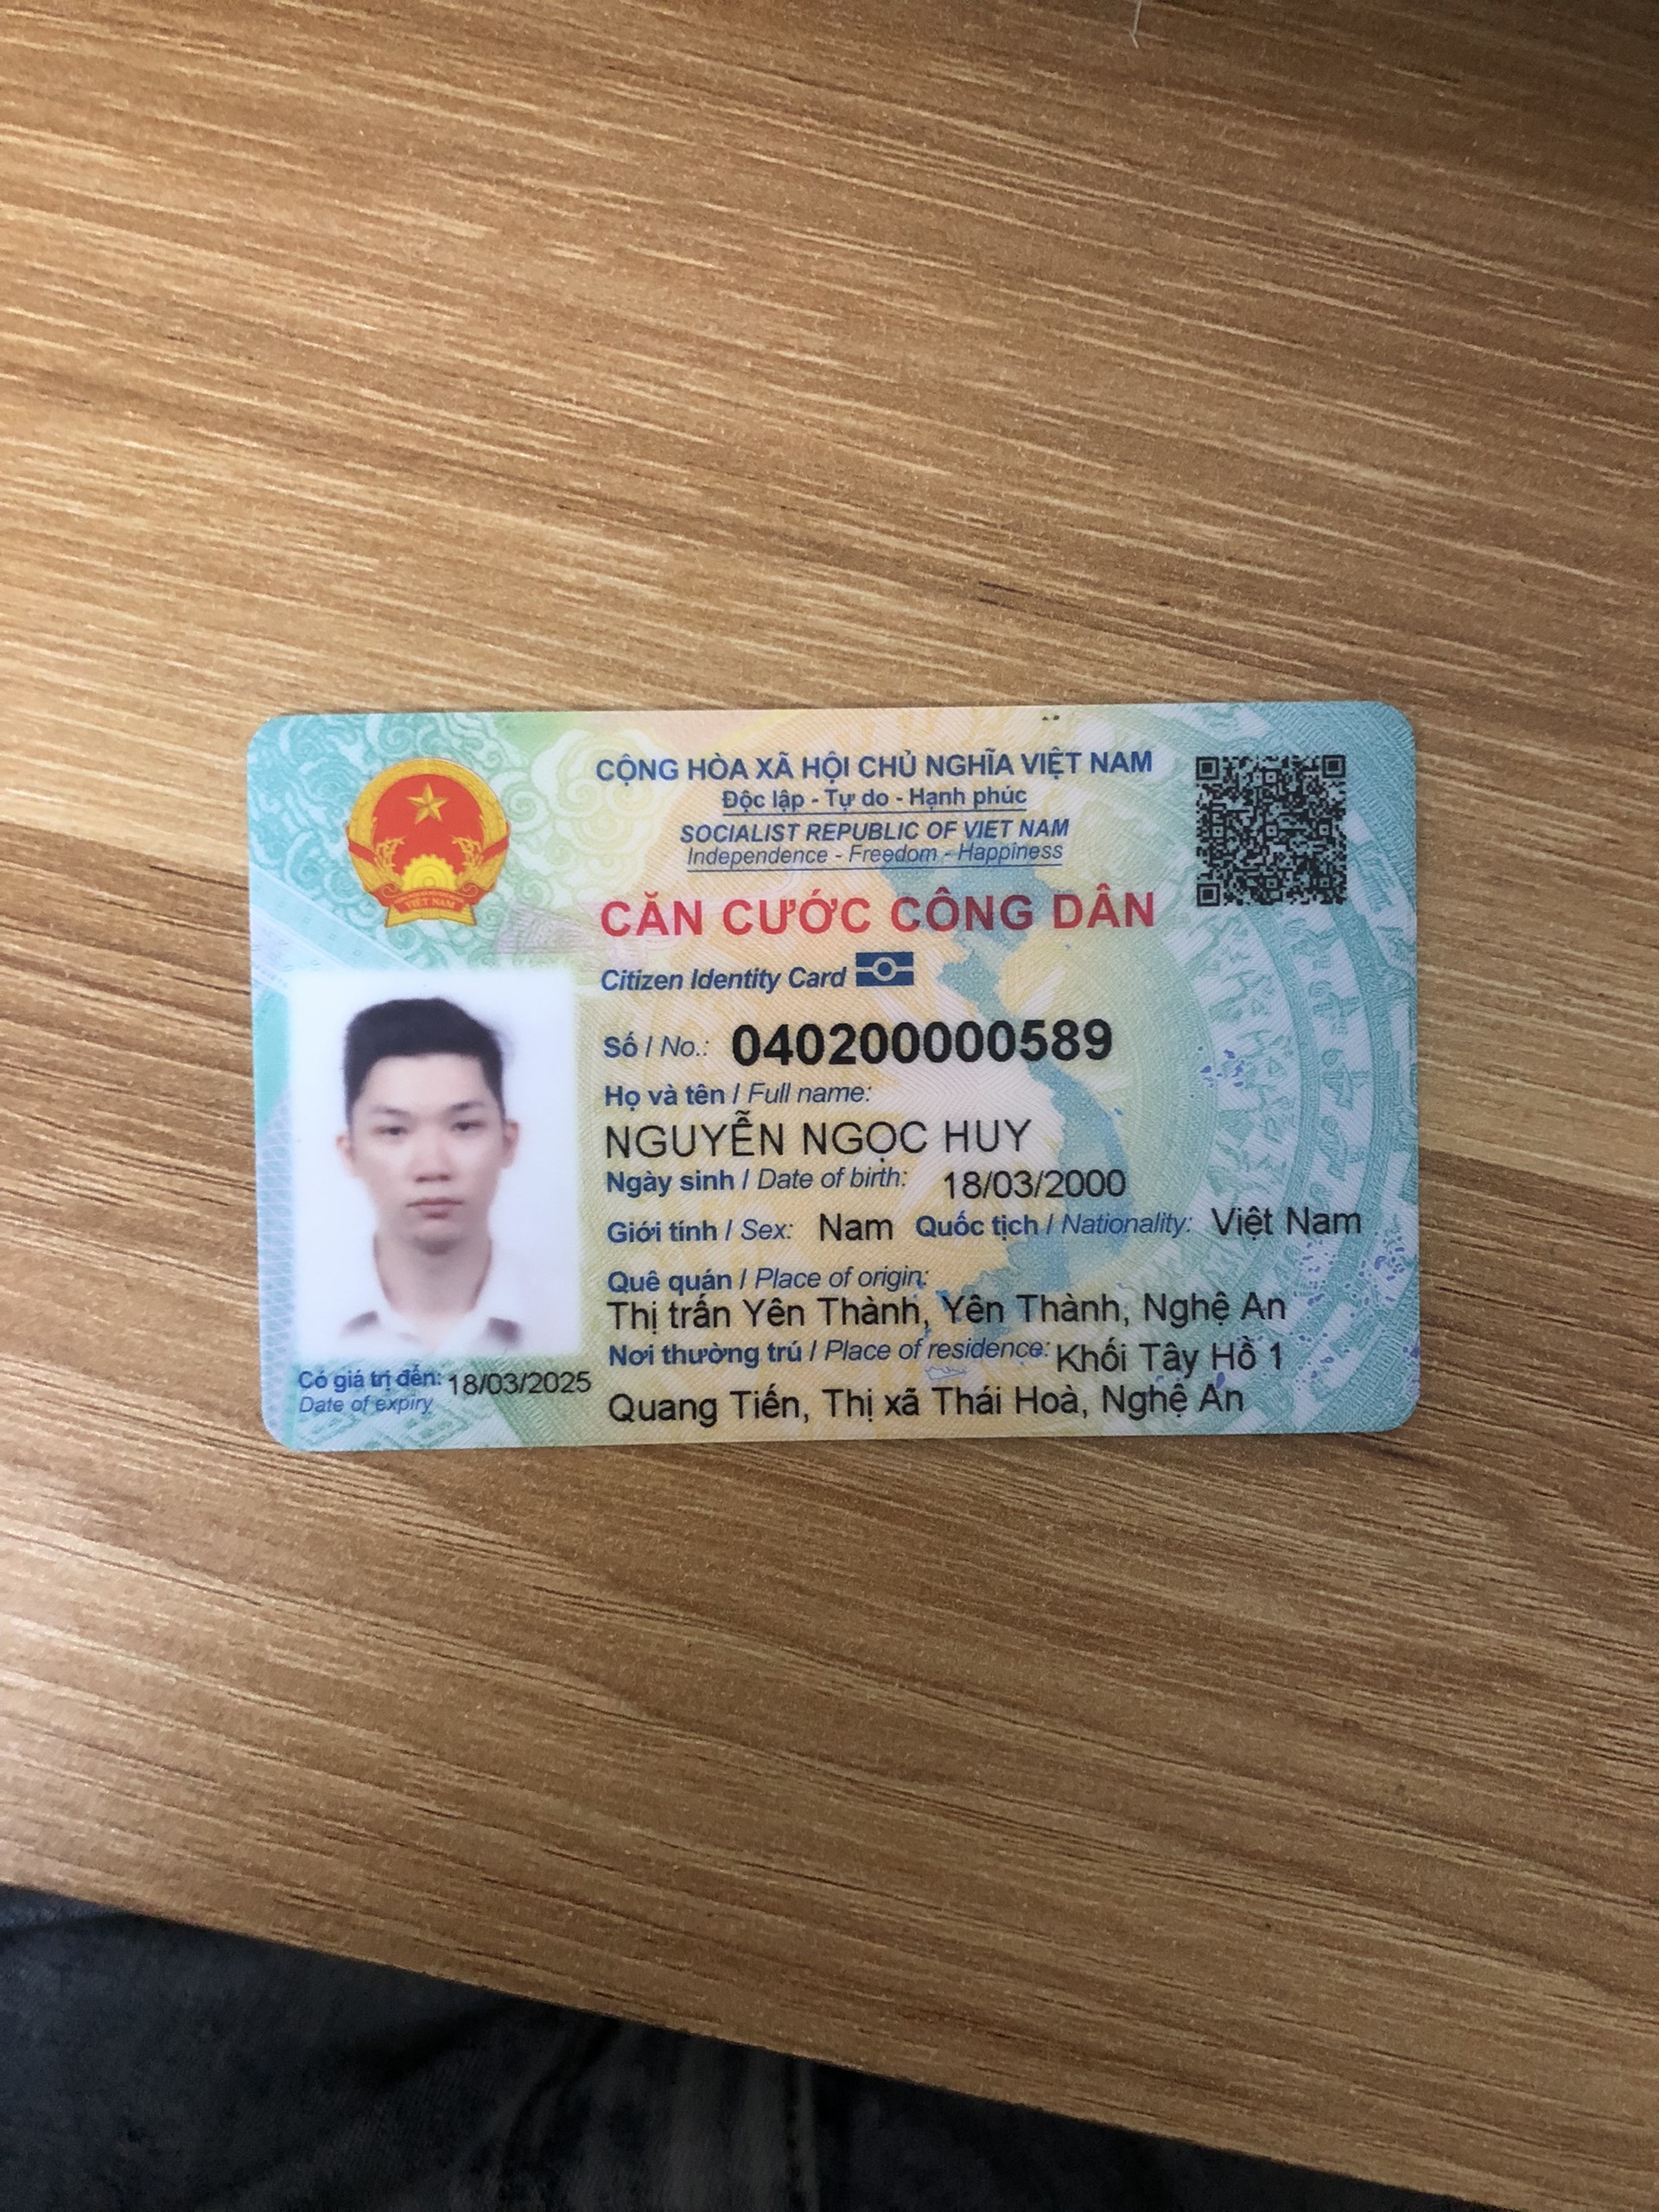 CỘNG HÒA XÃ HỘI CHỦ NGHĨA VIỆT NAM
Độc lập - Tự do - Hạnh phúc
SOCIALIST REPUBLIC OF VIET NAM
Independence - Freedom - Happiness
CĂN CƯỚC CÔNG DÂN
Citizen Identity Card
Số / No.: 040200000589
Họ và tên / Full name:
NGUYỄN NGỌC HUY
Ngày sinh / Date of birth: 18/03/2000
Giới tính / Sex: Nam Quốc tịch / Nationality: Việt Nam
Quê quán / Place of origin:
Thị trấn Yên Thành, Yên Thành, Nghệ An
Nơi thường trú / Place of residence: Khối Tây Hồ 1
Quang Tiến, Thị xã Thái Hoà, Nghệ An
Có giá trị đến: 18/03/2025
Date of expiry
VIỆT NAM